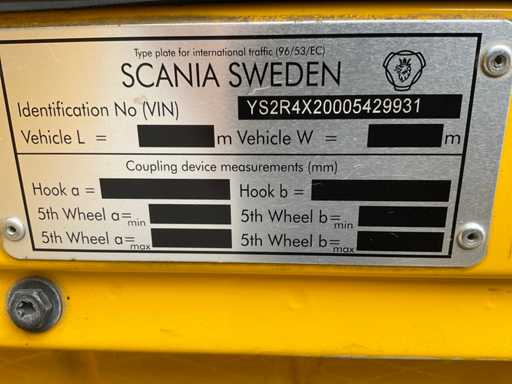 Type plate for international traffic (96/53/EC)
SCANIA SWEDEN
Identification No (VIN) YS2R4X20005429931
Vehicle L = m Vehicle W = m
Coupling device measurements (mm)
Hook a = Hook b =
5th Wheel a=min 5th Wheel b=min
5th Wheel a=max 5th Wheel b=max